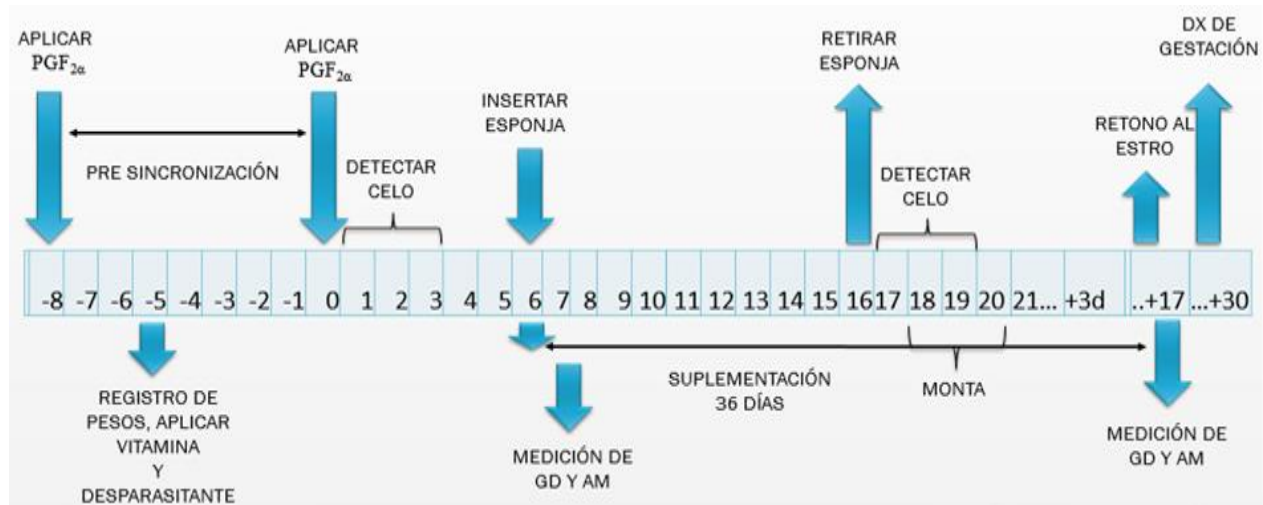 APLICAR
PGF2α
APLICAR
PGF2α
INSERTAR
ESPONJA
RETIRAR
ESPONJA
DX DE
GESTACIÓN
RETONO AL
ESTRO
PRE SINCRONIZACIÓN
DETECTAR
CELO
DETECTAR
CELO
-8 -7 -6 -5 -4 -3 -2 -1 0 1 2 3 4 5 6 7 8 9 10 11 12 13 14 15 16 17 18 19 20 21... +3d ..+17 ...+30
REGISTRO DE
PESOS, APLICAR
VITAMINA
Y
DESPARASITANTE
MEDICIÓN DE
GD Y AM
SUPLEMENTACIÓN
36 DÍAS
MONTA
MEDICIÓN DE
GD Y AM